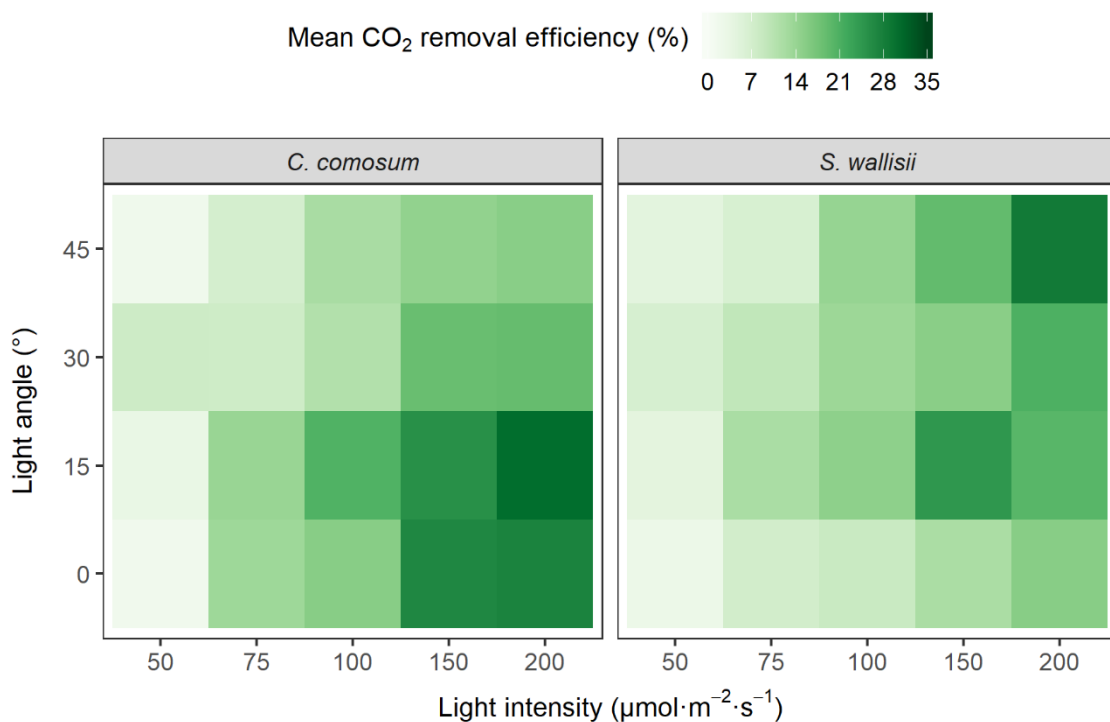 Mean CO₂ removal efficiency (%)
0 7 14 21 28 35
C. comosum
S. wallisii
Light angle (°)
45
30
15
0
50 75 100 150 200
50 75 100 150 200
Light intensity (µmol·m⁻²·s⁻¹)